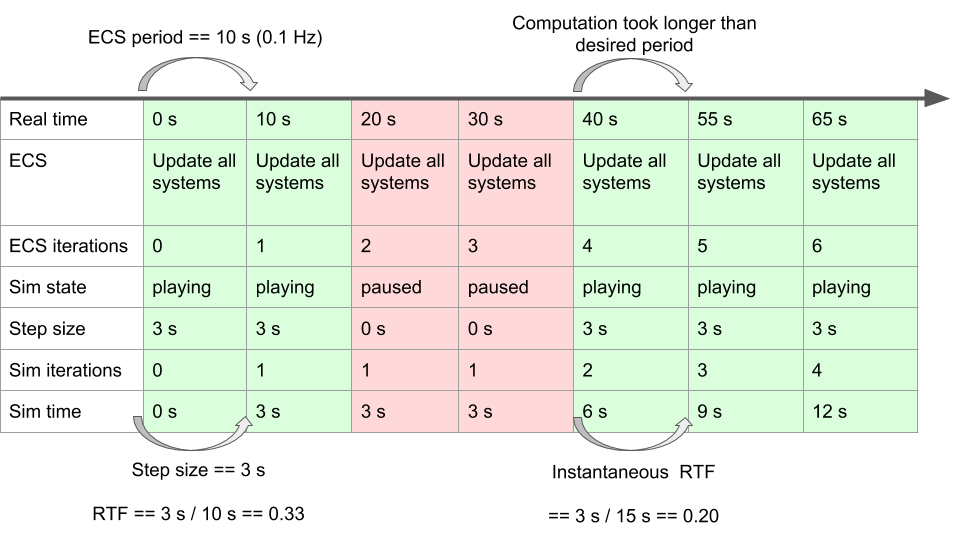 Computation took longer than
desired period
ECS period == 10 s (0.1 Hz)
Real time 0 s 10 s 20 s 30 s 40 s 55 s 65 s
ECS Update all Update all Update all Update all Update all Update all Update all
systems systems systems systems systems systems systems
ECS iterations 0 1 2 3 4 5 6
Sim state playing playing paused paused playing playing playing
Step size 3 s 3 s 0 s 0 s 3 s 3 s 3 s
Sim iterations 0 1 1 1 2 3 4
Sim time 0 s 3 s 3 s 3 s 6 s 9 s 12 s
Step size == 3 s
RTF == 3 s / 10 s == 0.33
Instantaneous RTF
== 3 s / 15 s == 0.20